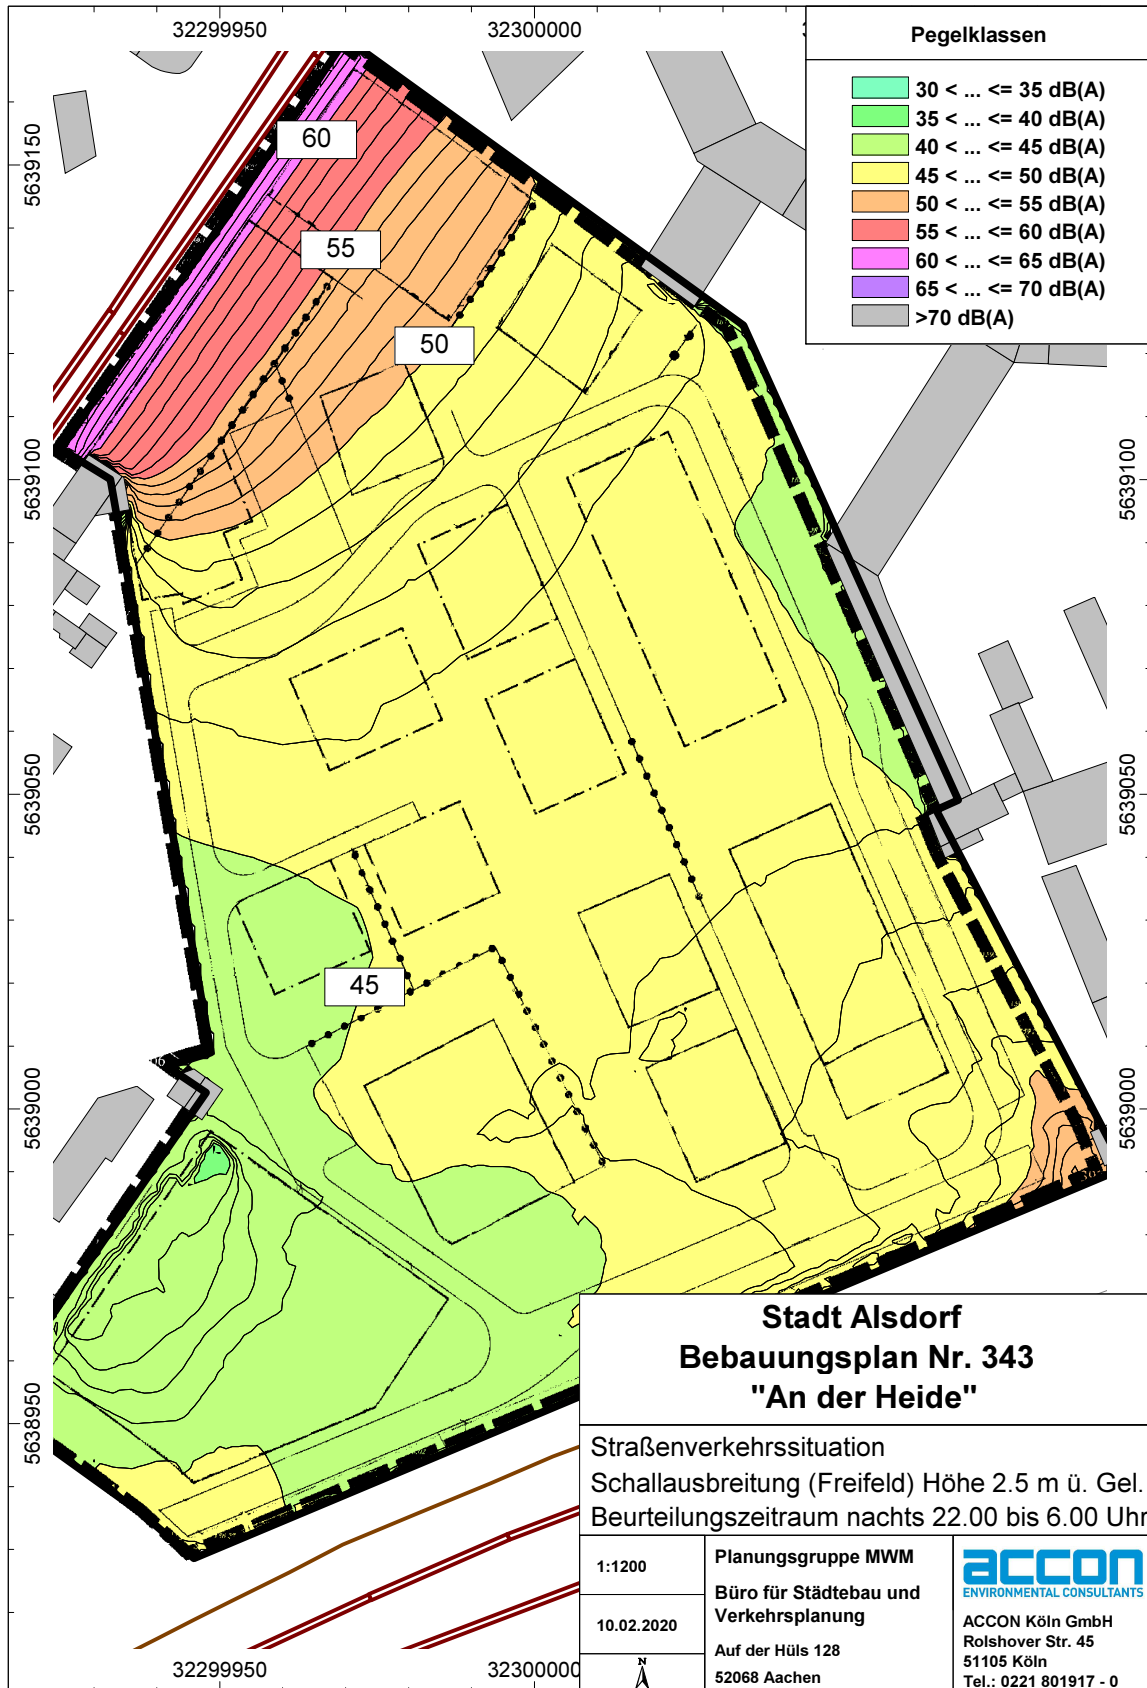 32299950
32300000
Pegelklassen
30 < ... <= 35 dB(A)
35 < ... <= 40 dB(A)
40 < ... <= 45 dB(A)
45 < ... <= 50 dB(A)
50 < ... <= 55 dB(A)
55 < ... <= 60 dB(A)
60 < ... <= 65 dB(A)
65 < ... <= 70 dB(A)
>70 dB(A)
5639150
60
55
50
5639100
5639100
5639050
5639050
45
5639000
5639000
5638950
Stadt Alsdorf
Bebauungsplan Nr. 343
"An der Heide"
Straßenverkehrssituation
Schallausbreitung (Freifeld) Höhe 2.5 m ü. Gel.
Beurteilungszeitraum nachts 22.00 bis 6.00 Uhr
1:1200
10.02.2020
N
Planungsgruppe MWM
Büro für Städtebau und
Verkehrsplanung
Auf der Hüls 128
52068 Aachen
accon
ENVIRONMENTAL CONSULTANTS
ACCON Köln GmbH
Rolshover Str. 45
51105 Köln
Tel.: 0221 801917 - 0
32299950
32300000